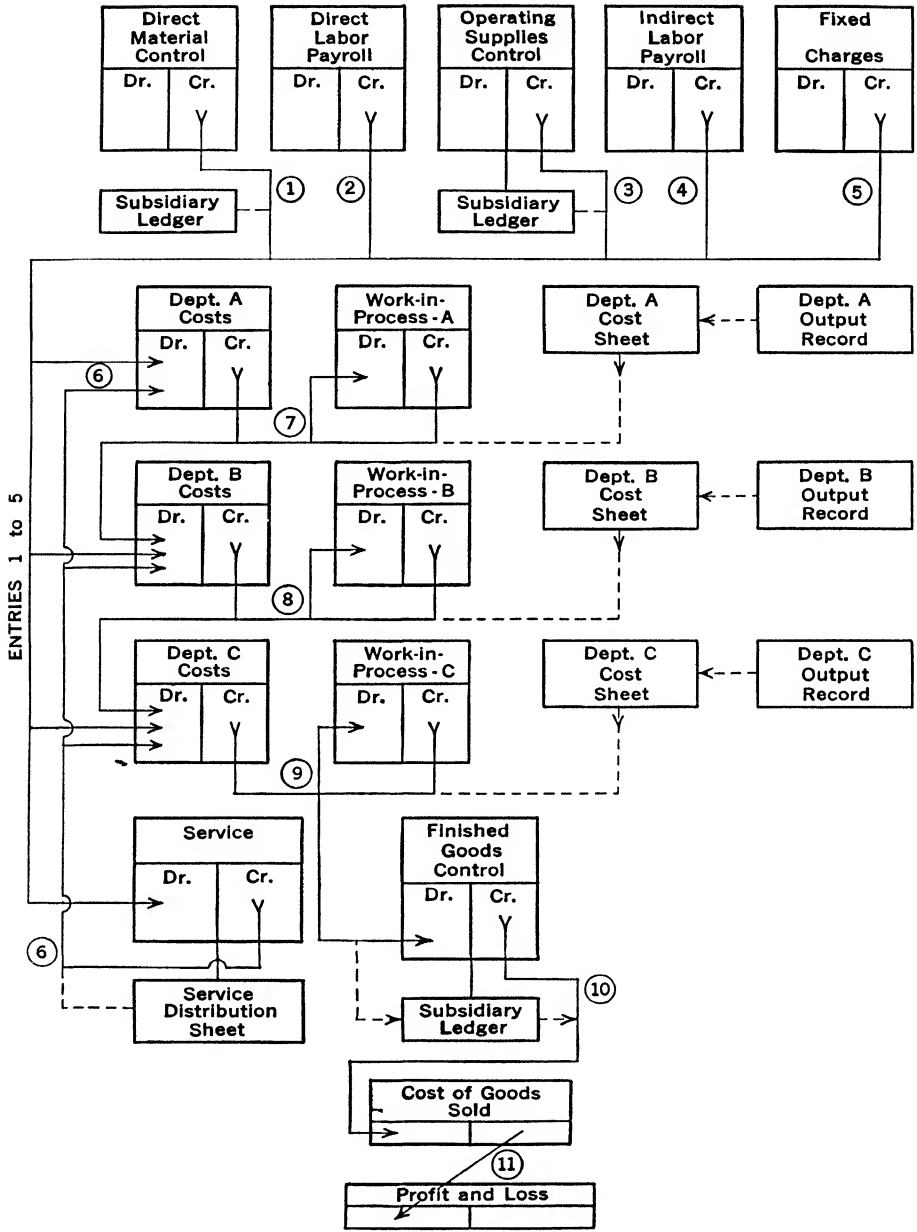 Direct
Material
Control
Dr. Cr.
Direct
Labor
Payroll
Dr. Cr.
Operating
Supplies
Control
Dr. Cr.
Indirect
Labor
Payroll
Dr. Cr.
Fixed
Charges
Dr. Cr.
1
2
3
4
5
Subsidiary
Ledger
Subsidiary
Ledger
ENTRIES 1 to 5
Dept. A
Costs
Dr. Cr.
Work-in-
Process - A
Dr. Cr.
Dept. A
Cost
Sheet
Dept. A
Output
Record
6
7
Dept. B
Costs
Dr. Cr.
Work-in-
Process - B
Dr. Cr.
Dept. B
Cost
Sheet
Dept. B
Output
Record
8
Dept. C
Costs
Dr. Cr.
Work-in-
Process - C
Dr. Cr.
Dept. C
Cost
Sheet
Dept. C
Output
Record
9
Service
Dr. Cr.
6
Service
Distribution
Sheet
Finished
Goods
Control
Dr. Cr.
10
Subsidiary
Ledger
Cost of Goods
Sold
11
Profit and Loss